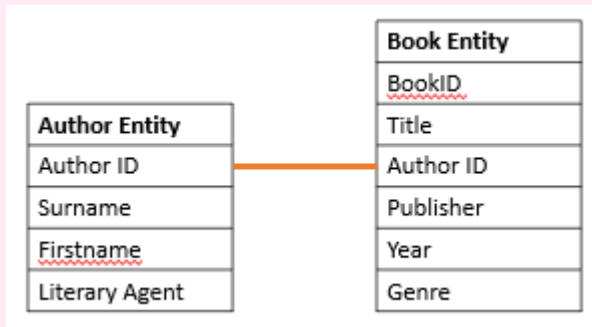 Author Entity
Author ID
Surname
Firstname
Literary Agent
Book Entity
BookID
Title
Author ID
Publisher
Year
Genre